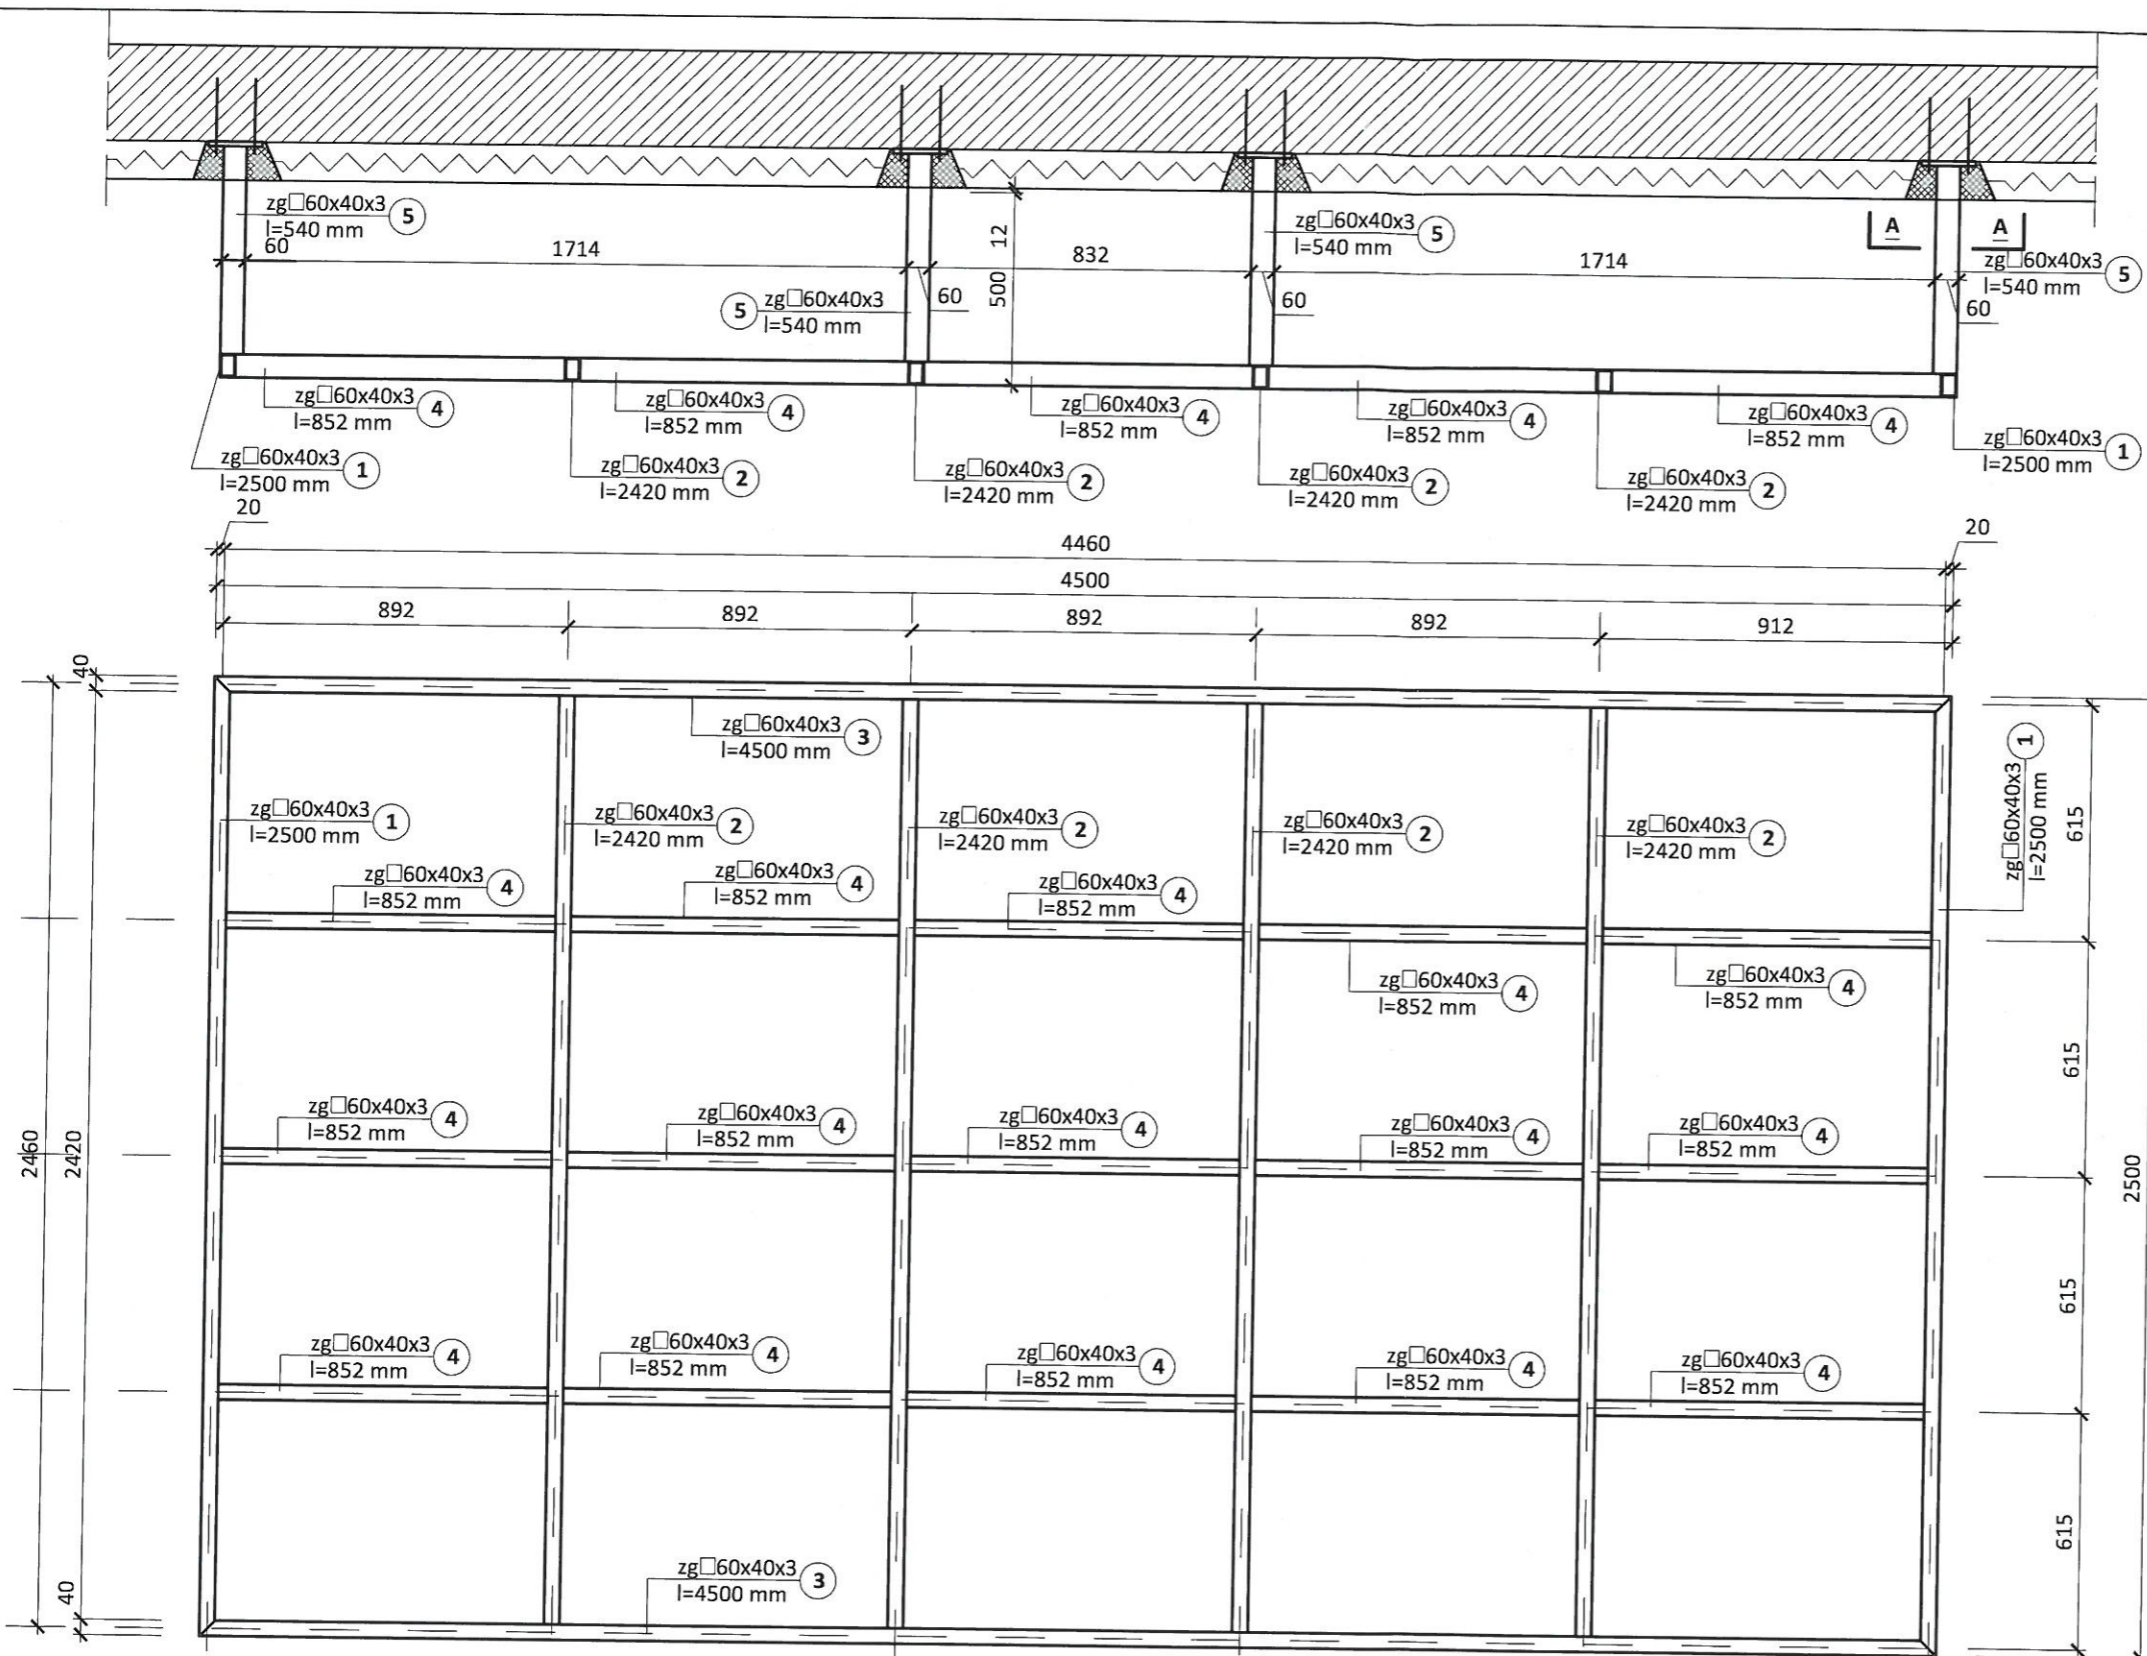 zg□60x40x3 5
l=540 mm
60
1714
12
500
832
zg□60x40x3 5
l=540 mm
1714
A A
zg□60x40x3 5
l=540 mm
5 zg□60x40x3
l=540 mm
60
60
60
zg□60x40x3 4
l=852 mm
zg□60x40x3 4
l=852 mm
zg□60x40x3 4
l=852 mm
zg□60x40x3 4
l=852 mm
zg□60x40x3 4
l=852 mm
zg□60x40x3 1
l=2500 mm
zg□60x40x3 2
l=2420 mm
zg□60x40x3 2
l=2420 mm
zg□60x40x3 2
l=2420 mm
zg□60x40x3 2
l=2420 mm
zg□60x40x3 1
l=2500 mm
20
4460
20
4500
892
892
892
892
912
40
zg□60x40x3 3
l=4500 mm
zg□60x40x3 1
l=2500 mm
zg□60x40x3 2
l=2420 mm
zg□60x40x3 2
l=2420 mm
zg□60x40x3 2
l=2420 mm
zg□60x40x3 2
l=2420 mm
zg□60x40x3 1
l=2500 mm
615
zg□60x40x3 4
l=852 mm
zg□60x40x3 4
l=852 mm
zg□60x40x3 4
l=852 mm
zg□60x40x3 4
l=852 mm
zg□60x40x3 4
l=852 mm
615
zg□60x40x3 4
l=852 mm
zg□60x40x3 4
l=852 mm
zg□60x40x3 4
l=852 mm
zg□60x40x3 4
l=852 mm
zg□60x40x3 4
l=852 mm
2460
2420
2500
615
zg□60x40x3 4
l=852 mm
zg□60x40x3 4
l=852 mm
zg□60x40x3 4
l=852 mm
zg□60x40x3 4
l=852 mm
zg□60x40x3 4
l=852 mm
615
40
zg□60x40x3 3
l=4500 mm